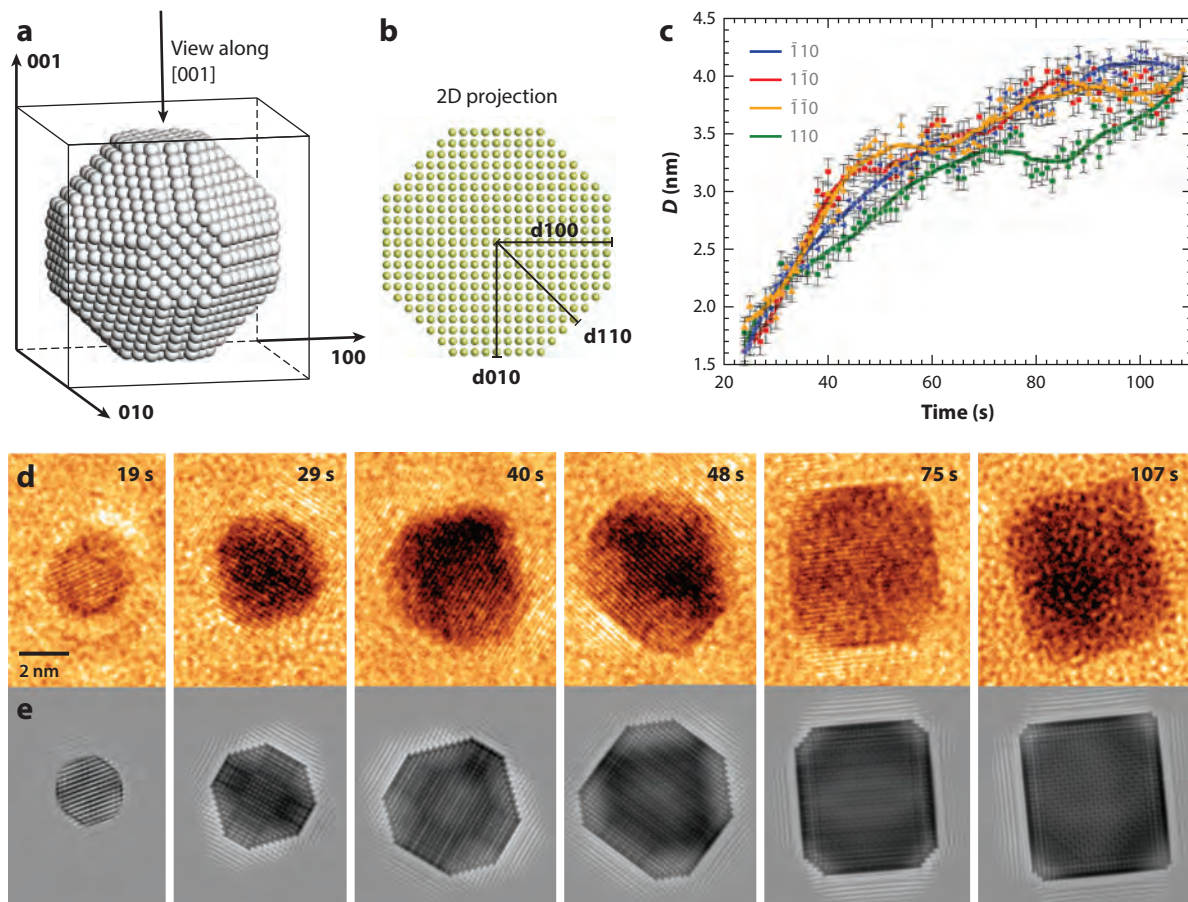 a
View along
[001]
001
100
010
b
2D projection
d100
d110
d010
c
4.5
4.0
3.5
3.0
2.5
2.0
1.5
D (nm)
1̄10
11̄0
1̄1̄0
110
20
40
60
80
100
Time (s)
d
19 s
29 s
40 s
48 s
75 s
107 s
2 nm
e